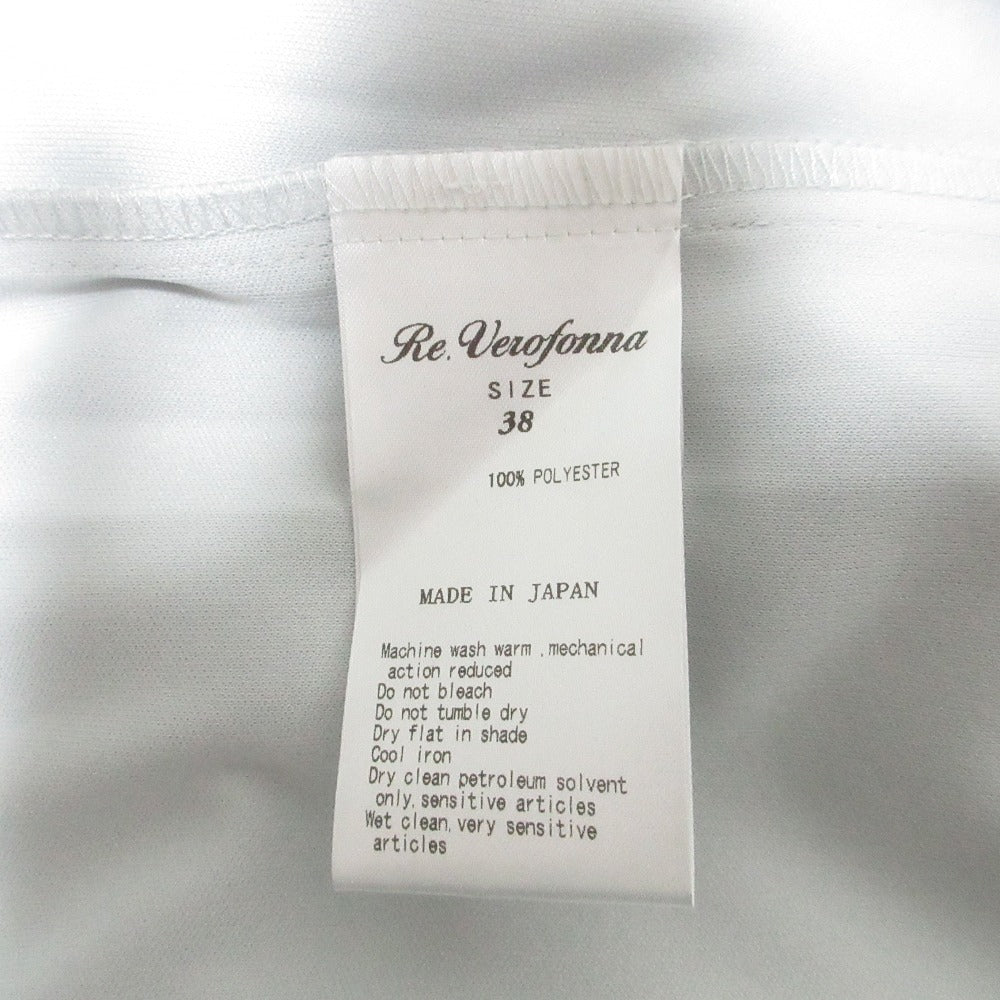 Re.Verofonna
SIZE
38
100% POLYESTER
MADE IN JAPAN
Machine wash warm ,mechanical
action reduced
Do not bleach
Do not tumble dry
Dry flat in shade
Cool iron
Dry clean petroleum solvent
only, sensitive articles
Wet clean, very sensitive
articles